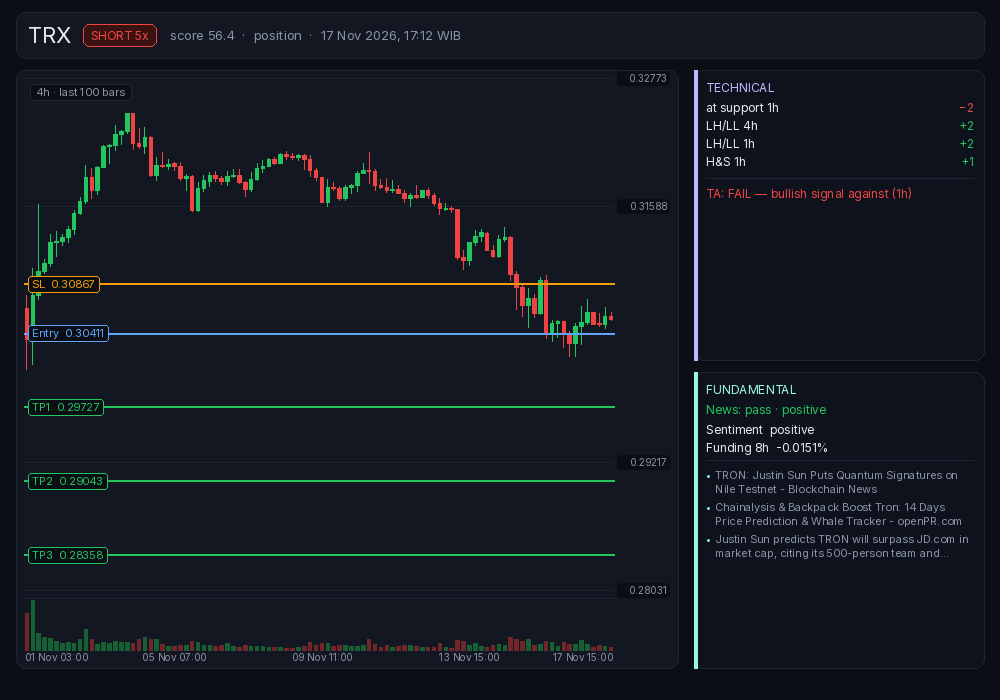 TRX SHORT 5x score 56.4 · position · 17 Nov 2026, 17:12 WIB
4h · last 100 bars
0.32773
0.31588
SL 0.30867
Entry 0.30411
TP1 0.29727
0.29217
TP2 0.29043
TP3 0.28358
0.28031
01 Nov 03:00 05 Nov 07:00 09 Nov 11:00 13 Nov 15:00 17 Nov 15:00
TECHNICAL
at support 1h −2
LH/LL 4h +2
LH/LL 1h +2
H&S 1h +1
TA: FAIL — bullish signal against (1h)
FUNDAMENTAL
News: pass · positive
Sentiment positive
Funding 8h -0.0151%
• TRON: Justin Sun Puts Quantum Signatures on
Nile Testnet - Blockchain News
• Chainalysis & Backpack Boost Tron: 14 Days
Price Prediction & Whale Tracker - openPR.com
• Justin Sun predicts TRON will surpass JD.com in
market cap, citing its 500-person team and...